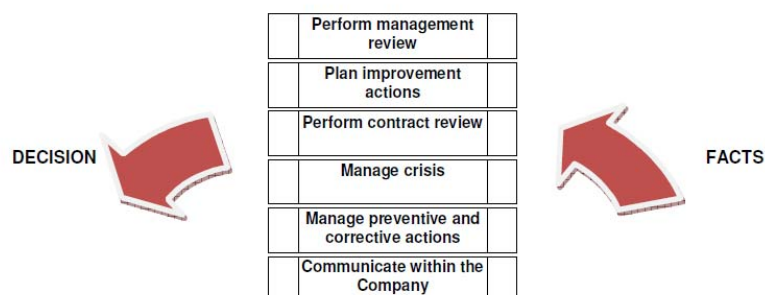 Perform management
review
Plan improvement
actions
Perform contract review
DECISION
Manage crisis
FACTS
Manage preventive and
corrective actions
Communicate within the
Company